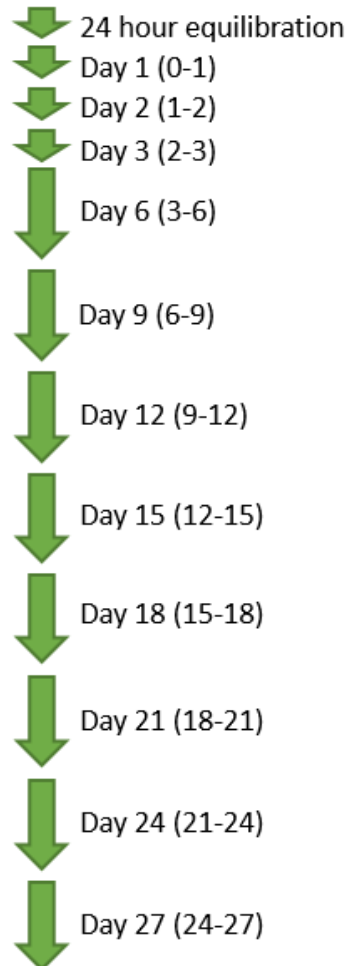 24 hour equilibration
Day 1 (0-1)
Day 2 (1-2)
Day 3 (2-3)
Day 6 (3-6)
Day 9 (6-9)
Day 12 (9-12)
Day 15 (12-15)
Day 18 (15-18)
Day 21 (18-21)
Day 24 (21-24)
Day 27 (24-27)